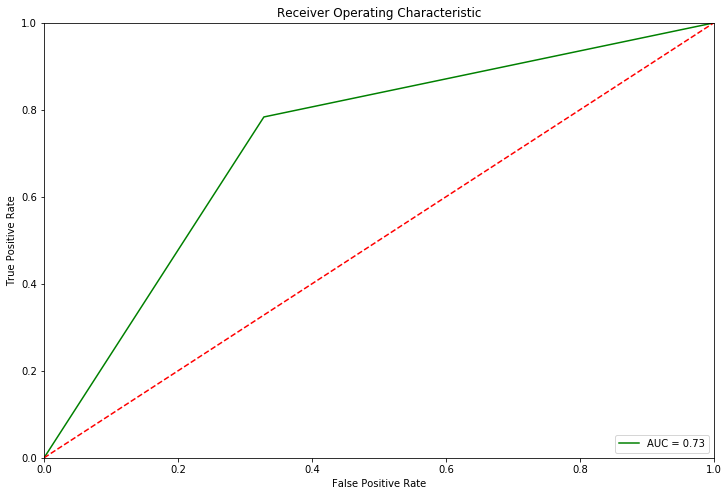 Receiver Operating Characteristic
1.0
0.8
0.6
0.4
0.2
0.0
True Positive Rate
AUC = 0.73
0.0 0.2 0.4 0.6 0.8 1.0
False Positive Rate